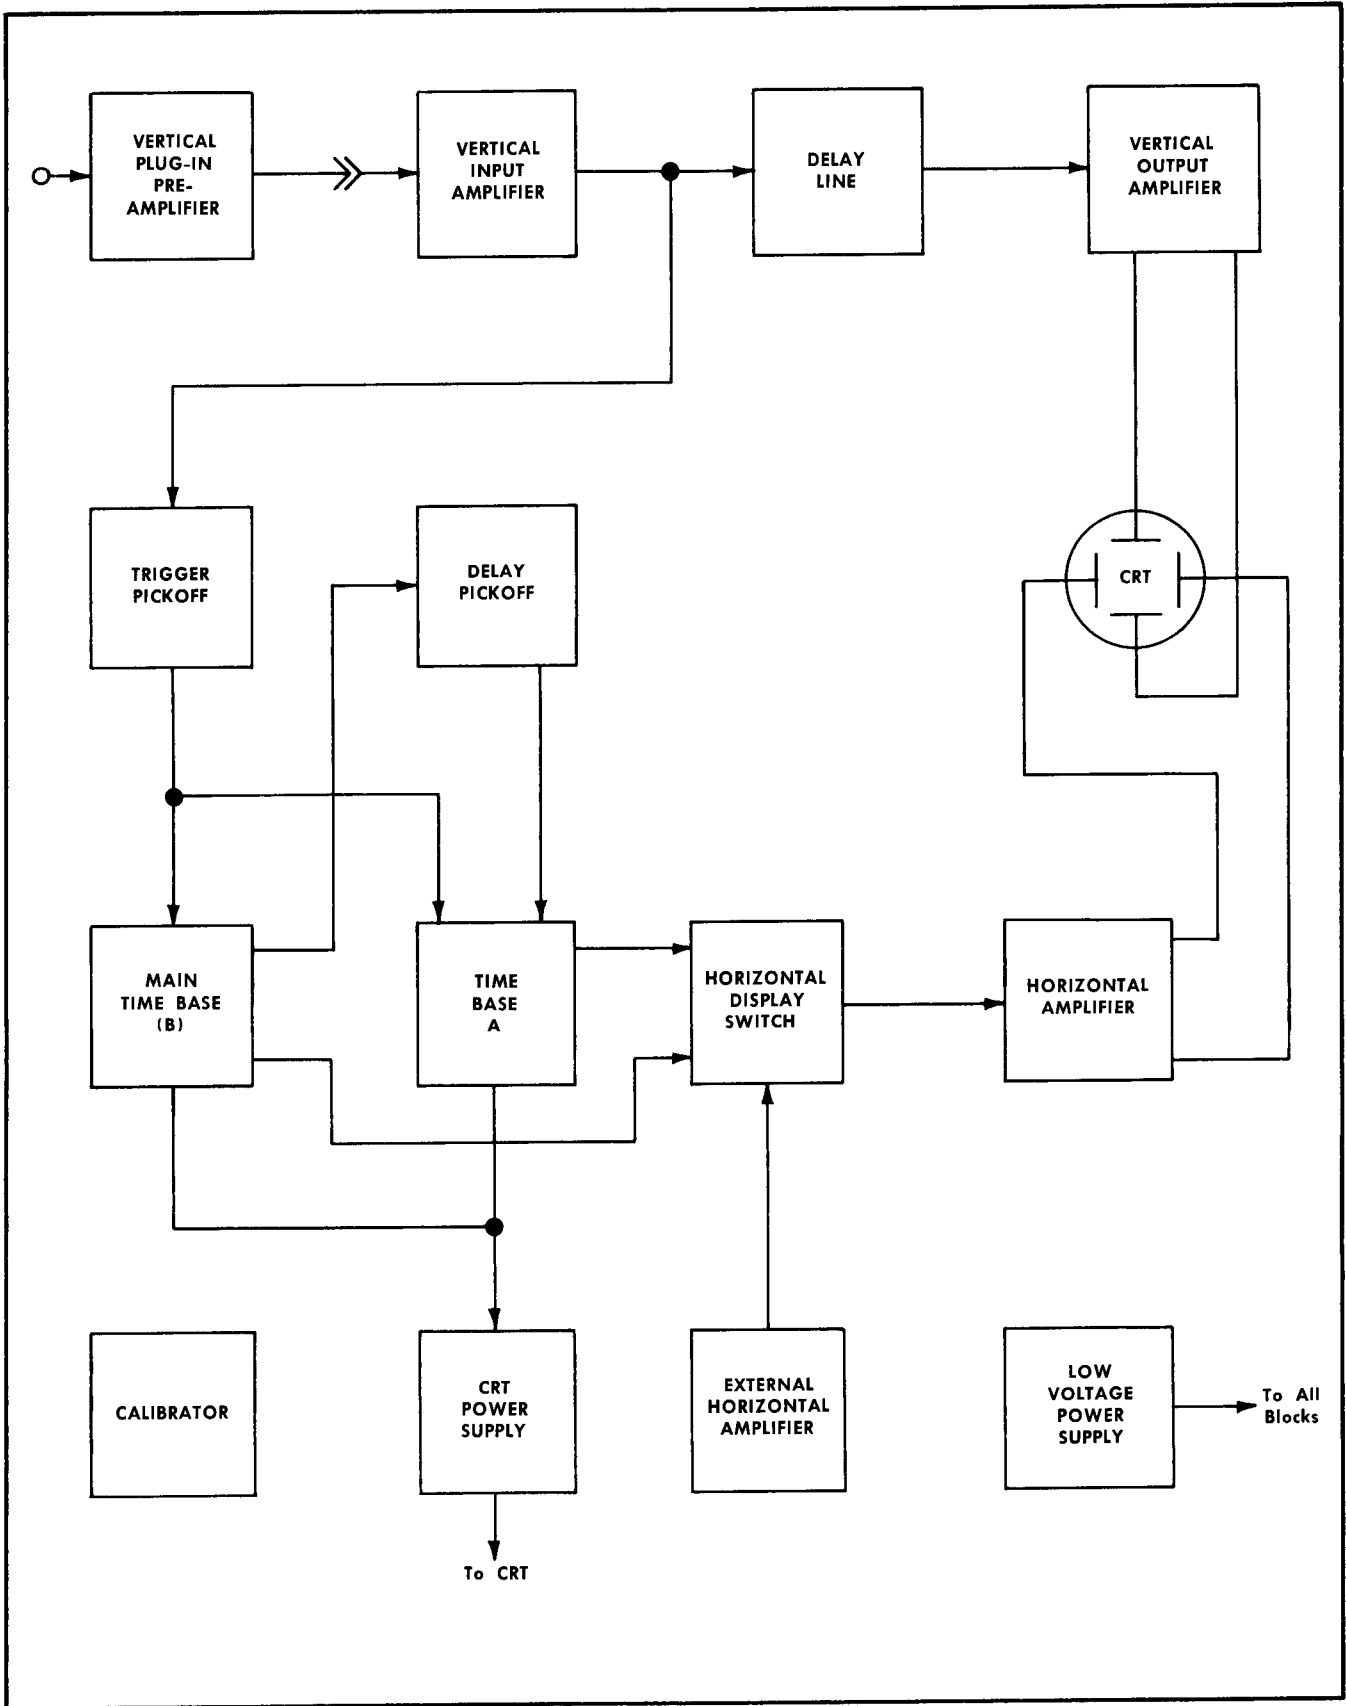 VERTICAL
PLUG-IN
PRE-
AMPLIFIER
VERTICAL
INPUT
AMPLIFIER
DELAY
LINE
VERTICAL
OUTPUT
AMPLIFIER
TRIGGER
PICKOFF
DELAY
PICKOFF
CRT
MAIN
TIME BASE
(B)
TIME
BASE
A
HORIZONTAL
DISPLAY
SWITCH
HORIZONTAL
AMPLIFIER
CALIBRATOR
CRT
POWER
SUPPLY
EXTERNAL
HORIZONTAL
AMPLIFIER
LOW
VOLTAGE
POWER
SUPPLY
To All
Blocks
To CRT